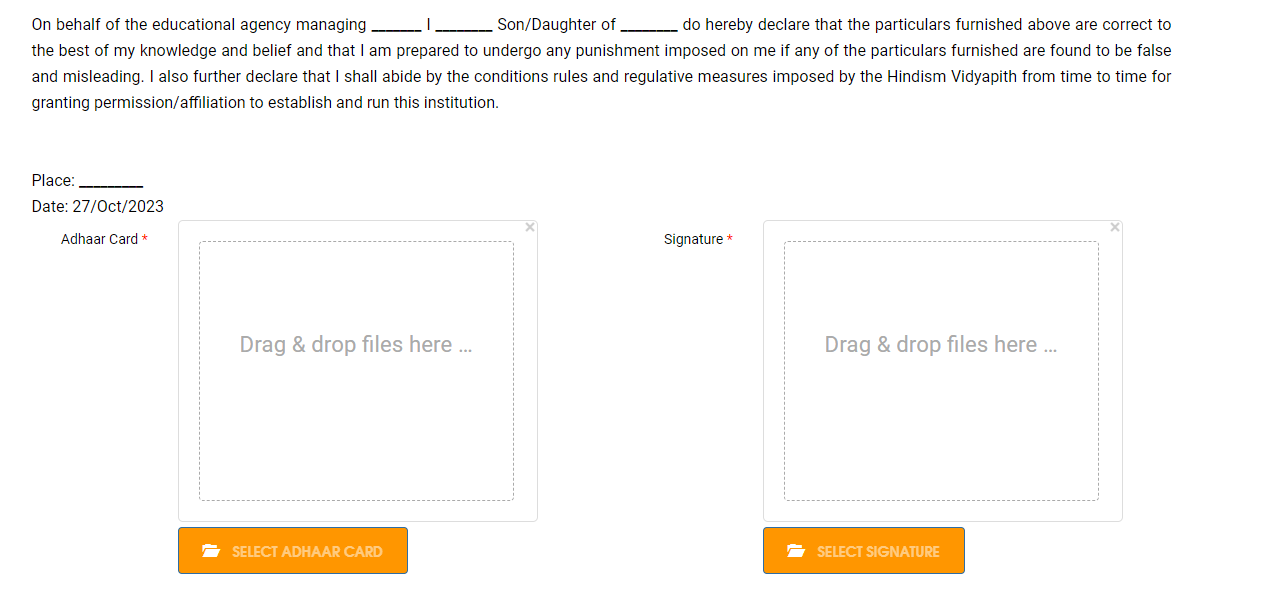 On behalf of the educational agency managing _______ I ________ Son/Daughter of ________ do hereby declare that the particulars furnished above are correct to
the best of my knowledge and belief and that I am prepared to undergo any punishment imposed on me if any of the particulars furnished are found to be false
and misleading. I also further declare that I shall abide by the conditions rules and regulative measures imposed by the Hindism Vidyapith from time to time for
granting permission/affiliation to establish and run this institution.
Place: _________
Date: 27/Oct/2023
Adhaar Card *
×
Signature *
×
Drag & drop files here …
Drag & drop files here …
SELECT ADHAAR CARD
SELECT SIGNATURE